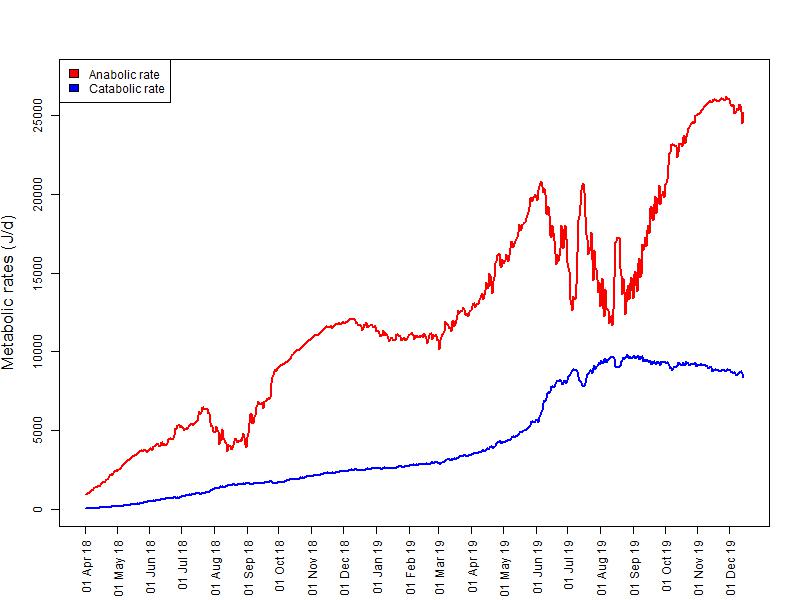 Anabolic rate
Catabolic rate
Metabolic rates (J/d)
25000
20000
15000
10000
5000
0
01 Apr 18
01 May 18
01 Jun 18
01 Jul 18
01 Aug 18
01 Sep 18
01 Oct 18
01 Nov 18
01 Dec 18
01 Jan 19
01 Feb 19
01 Mar 19
01 Apr 19
01 May 19
01 Jun 19
01 Jul 19
01 Aug 19
01 Sep 19
01 Oct 19
01 Nov 19
01 Dec 19